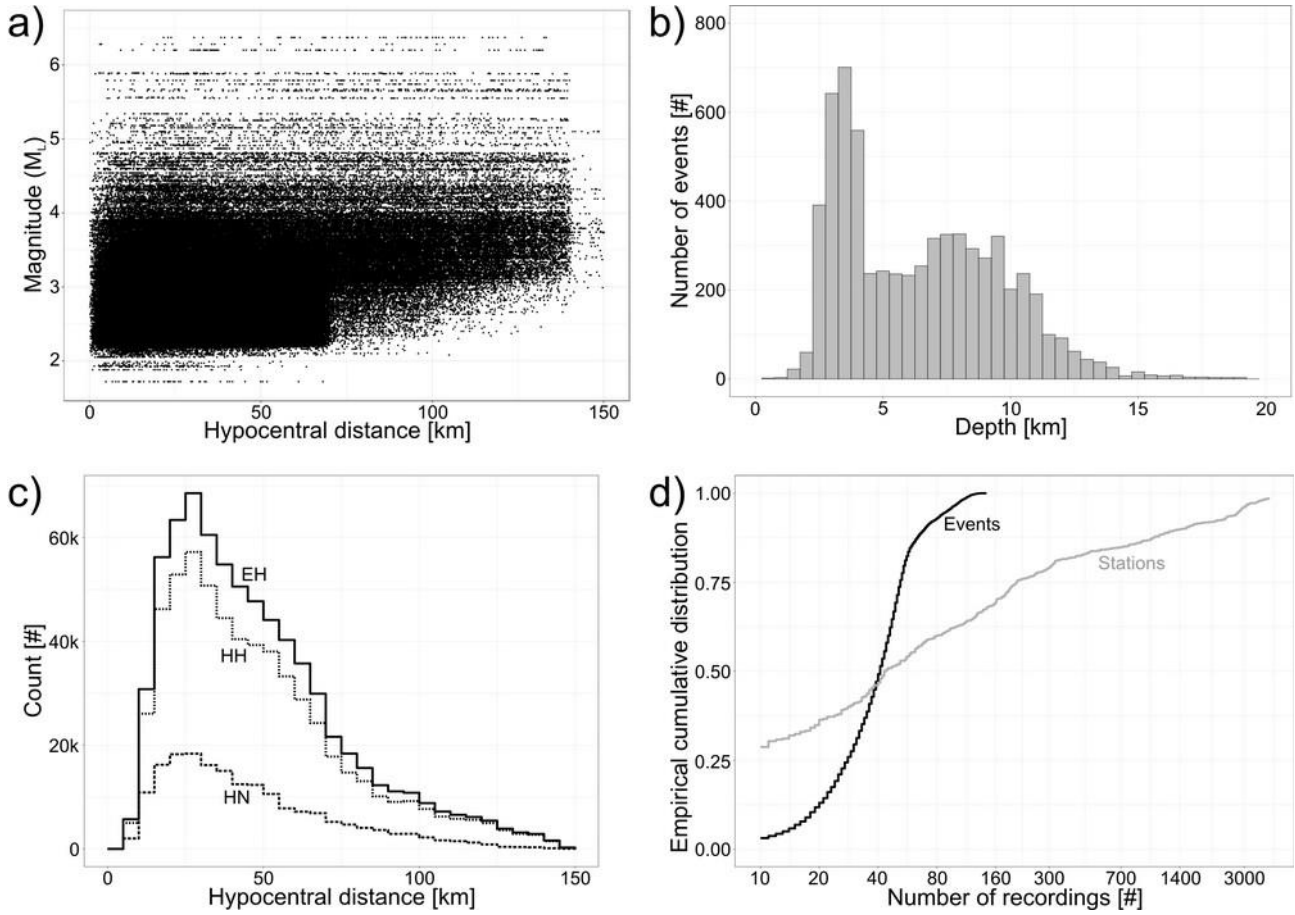 a)
Magnitude (ML)
6
5
4
3
2
0 50 100 150
Hypocentral distance [km]
b)
Number of events [#]
800
600
400
200
0
0 5 10 15 20
Depth [km]
c)
Count [#]
60k
40k
20k
0
EH
HH
HN
0 50 100 150
Hypocentral distance [km]
d)
Empirical cumulative distribution
1.00
0.75
0.50
0.25
0.00
Events
Stations
10 20 40 80 160 300 700 1400 3000
Number of recordings [#]